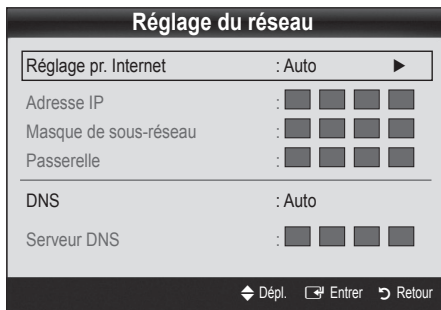 Réglage du réseau
Réglage pr. Internet : Auto ►
Adresse IP :
Masque de sous-réseau :
Passerelle :
DNS : Auto
Serveur DNS :
Dépl. Entrer Retour